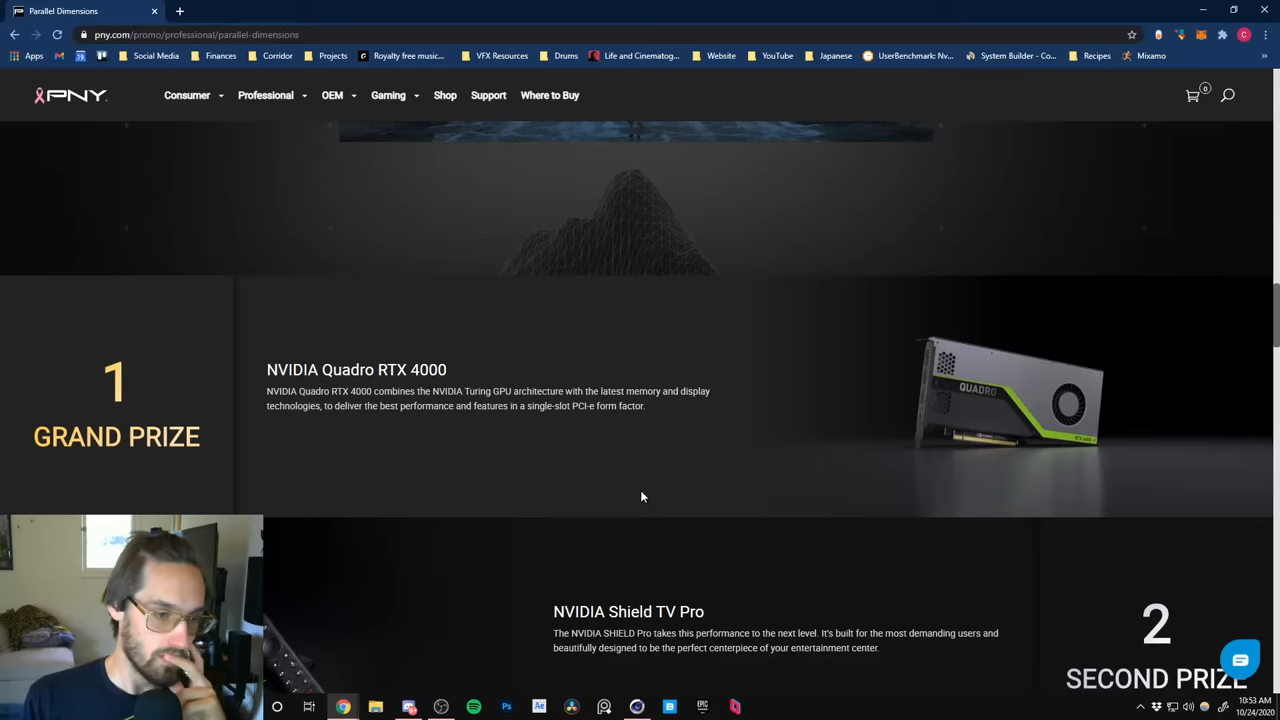 Parallel Dimensions
pny.com/promo/professional/parallel-dimensions
Apps
Social Media
Finances
Corridor
Projects
Royalty free music...
VFX Resources
Drums
Life and Cinematog...
Website
YouTube
Japanese
UserBenchmark: Nv...
System Builder - Co...
Recipes
Mixamo
PNY
Consumer
Professional
OEM
Gaming
Shop
Support
Where to Buy
0
1
GRAND PRIZE
NVIDIA Quadro RTX 4000
NVIDIA Quadro RTX 4000 combines the NVIDIA Turing GPU architecture with the latest memory and display
technologies, to deliver the best performance and features in a single-slot PCI-e form factor.
QUADRO
RTX 4000
NVIDIA Shield TV Pro
The NVIDIA SHIELD Pro takes this performance to the next level. It's built for the most demanding users and
beautifully designed to be the perfect centerpiece of your entertainment center.
2
SECOND PRIZE
Ps
Ae
EPIC
10:53 AM
10/24/2020